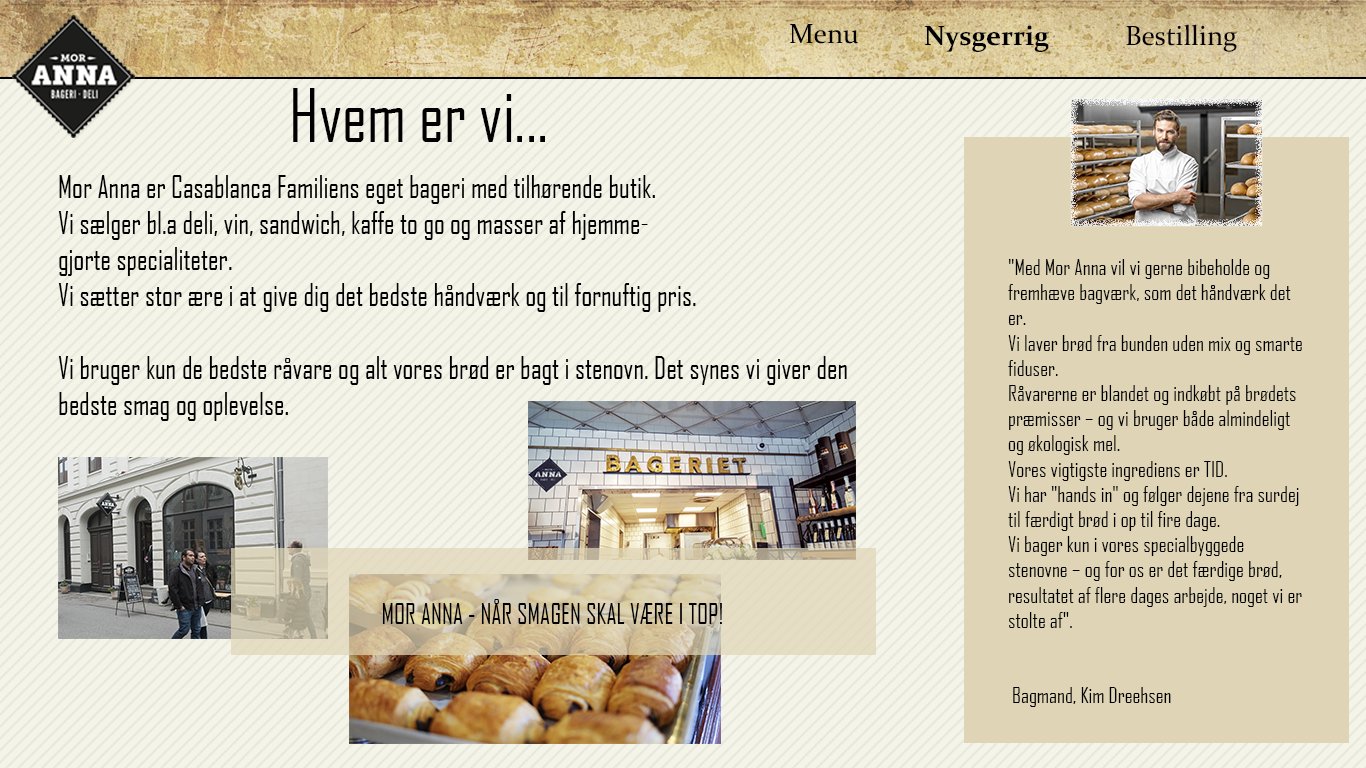 MOR
ANNA
BAGERI · DELI
Menu
Nysgerrig
Bestilling
Hvem er vi...
Mor Anna er Casablanca Familiens eget bageri med tilhørende butik.
Vi sælger bl.a deli, vin, sandwich, kaffe to go og masser af hjemme-
gjorte specialiteter.
Vi sætter stor ære i at give dig det bedste håndværk og til fornuftig pris.
Vi bruger kun de bedste råvare og alt vores brød er bagt i stenovn. Det synes vi giver den
bedste smag og oplevelse.
ANNA
BAGERIET
ANNA
MOR ANNA - NÅR SMAGEN SKAL VÆRE I TOP!
"Med Mor Anna vil vi gerne bibeholde og
fremhæve bagværk, som det håndværk det
er.
Vi laver brød fra bunden uden mix og smarte
fiduser.
Råvarerne er blandet og indkøbt på brødets
præmisser – og vi bruger både almindeligt
og økologisk mel.
Vores vigtigste ingrediens er TID.
Vi har "hands in" og følger dejene fra surdej
til færdigt brød i op til fire dage.
Vi bager kun i vores specialbyggede
stenovne – og for os er det færdige brød,
resultatet af flere dages arbejde, noget vi er
stolte af".
Bagmand, Kim Dreehsen